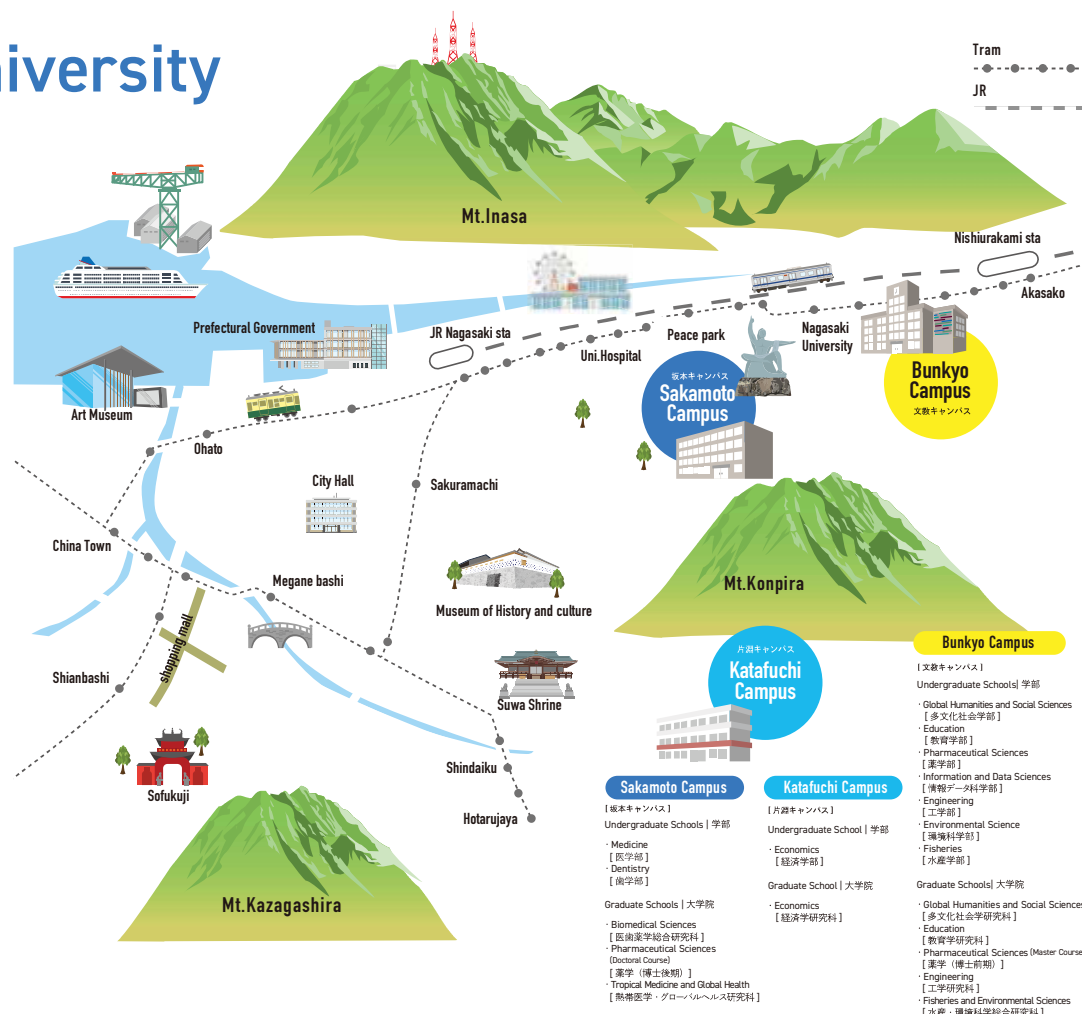 niversity
Tram
JR
Mt.Inasa
Nishiurakami sta
Akasako
Prefectural Government
JR Nagasaki sta
Uni.Hospital
Peace park
Nagasaki
University
坂本キャンパス
Sakamoto
Campus
Bunkyo
Campus
文教キャンパス
Art Museum
Ohato
City Hall
Sakuramachi
China Town
Megane bashi
Museum of History and culture
Mt.Konpira
shopping mall
Shianbashi
Suwa Shrine
片淵キャンパス
Katafuchi
Campus
Sofukuji
Shindaiku
Hotarujaya
Mt.Kazagashira
Sakamoto Campus
[ 坂本キャンパス ]
Undergraduate Schools | 学部
· Medicine
[ 医学部 ]
· Dentistry
[ 歯学部 ]
Graduate Schools | 大学院
· Biomedical Sciences
[ 医歯薬学総合研究科 ]
· Pharmaceutical Sciences
(Doctoral Course)
[ 薬学（博士後期）]
· Tropical Medicine and Global Health
[ 熱帯医学・グローバルヘルス研究科 ]
Katafuchi Campus
[ 片淵キャンパス ]
Undergraduate School | 学部
· Economics
[ 経済学部 ]
Graduate School | 大学院
· Economics
[ 経済学研究科 ]
Bunkyo Campus
[ 文教キャンパス ]
Undergraduate Schools| 学部
· Global Humanities and Social Sciences
[ 多文化社会学部 ]
· Education
[ 教育学部 ]
· Pharmaceutical Sciences
[ 薬学部 ]
· Information and Data Sciences
[ 情報データ科学部 ]
· Engineering
[ 工学部 ]
· Environmental Science
[ 環境科学部 ]
· Fisheries
[ 水産学部 ]
Graduate Schools| 大学院
· Global Humanities and Social Sciences
[ 多文化社会学研究科 ]
· Education
[ 教育学研究科 ]
· Pharmaceutical Sciences (Master Course
[ 薬学（博士前期）]
· Engineering
[ 工学研究科 ]
· Fisheries and Environmental Sciences
[ 水産・環境科学総合研究科 ]